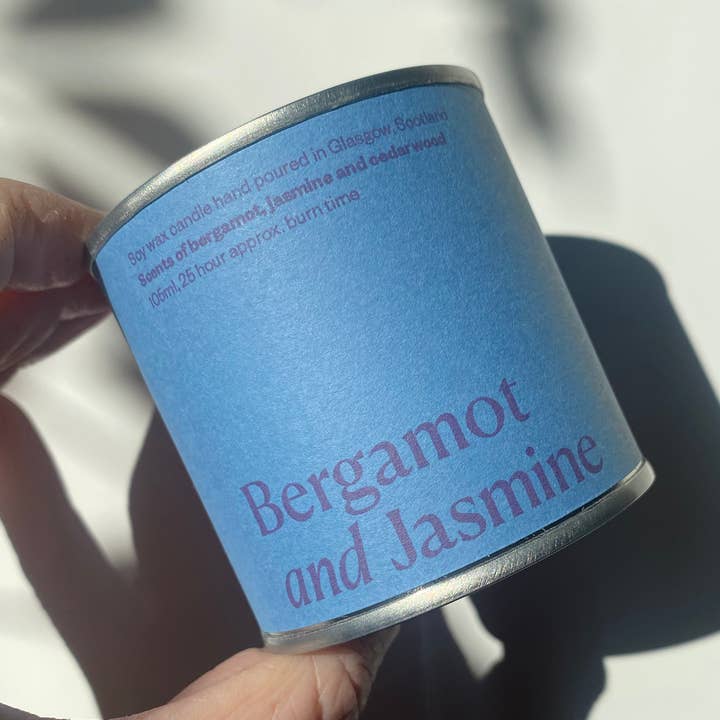 Soy wax candle hand poured in Glasgow, Scotland
Scents of bergamot, jasmine and cedarwood
105ml, 25 hour approx. burn time
Bergamot
and Jasmine